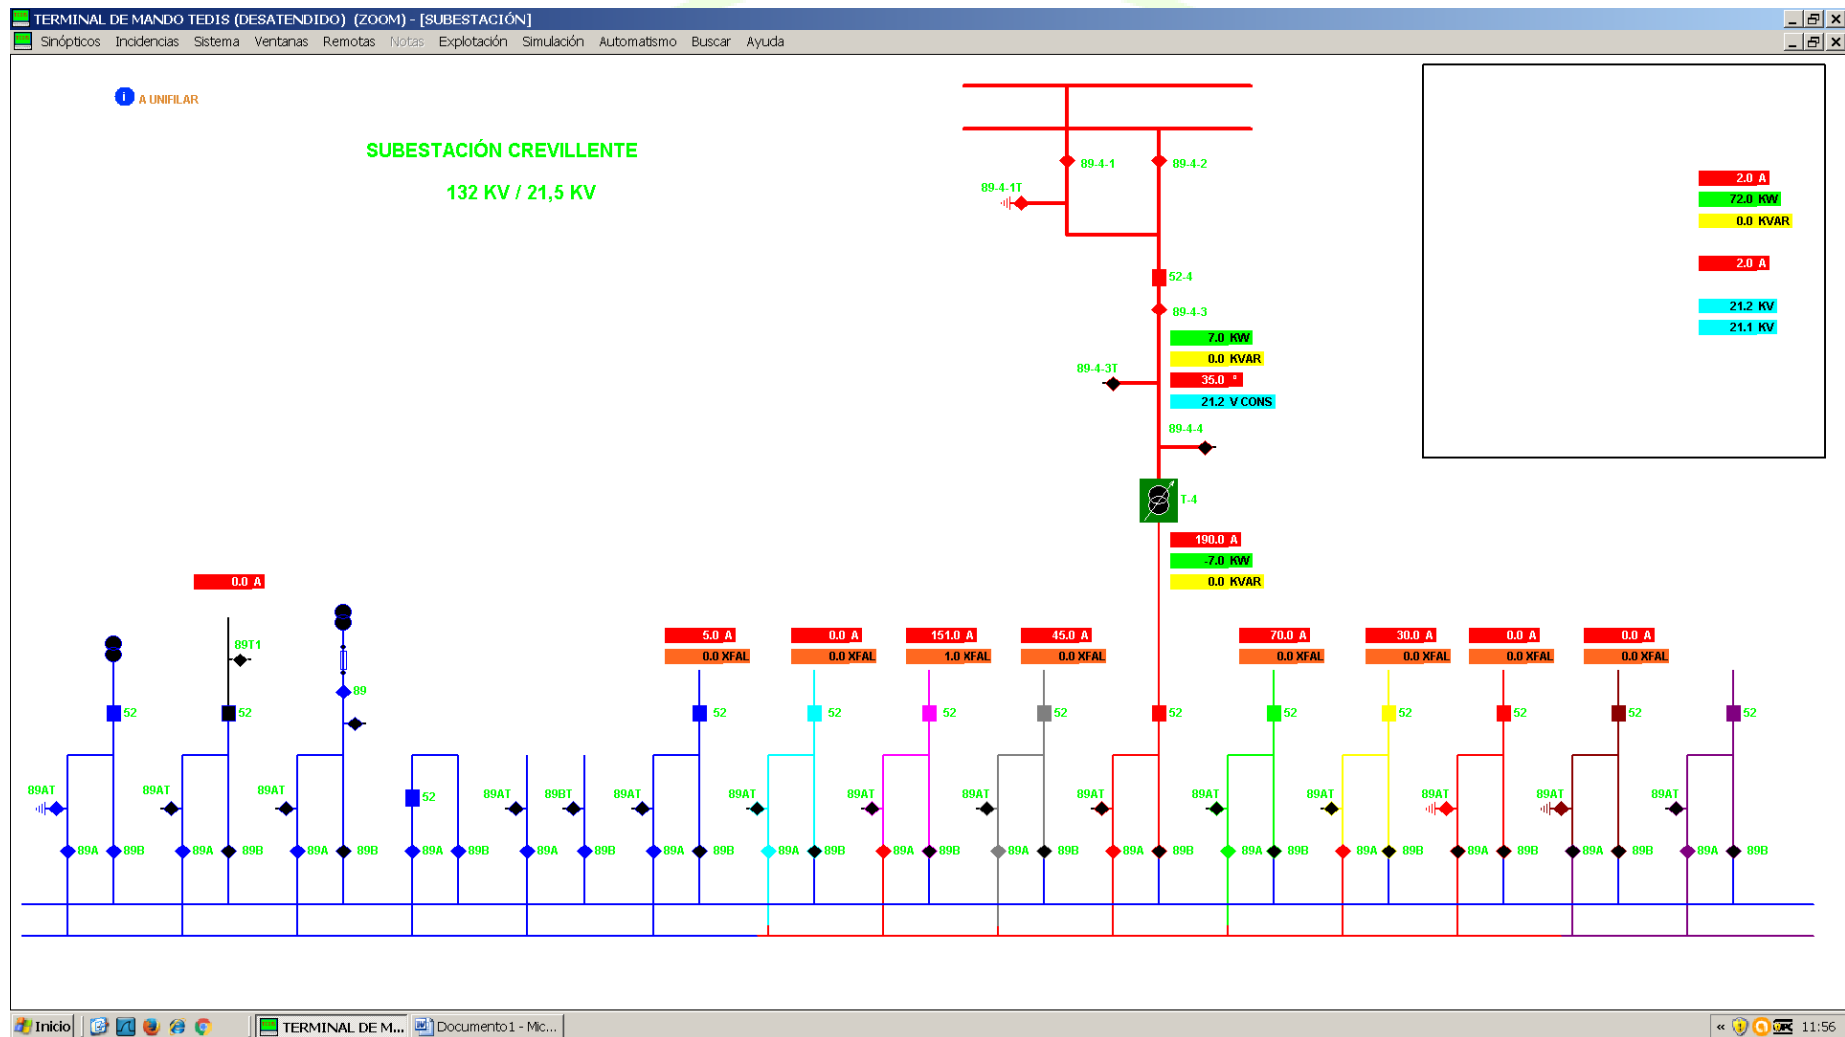 TERMINAL DE MANDO TEDIS (DESATENDIDO) (ZOOM) - [SUBESTACIÓN]
Sinópticos Incidencias Sistema Ventanas Remotas Notas Explotación Simulación Automatismo Buscar Ayuda
i A UNIFILAR
SUBESTACIÓN CREVILLENTE
132 KV / 21,5 KV
89-4-1 89-4-2
89-4-1T
2.0 A
72.0 KW
0.0 KVAR
2.0 A
21.2 KV
21.1 KV
52-4
89-4-3
7.0 KW
0.0 KVAR
89-4-3T
35.0 °
21.2 V CONS
89-4-4
T-4
190.0 A
-7.0 KW
0.0 KVAR
0.0 A
89T1
89
5.0 A 0.0 A 151.0 A 45.0 A 70.0 A 30.0 A 0.0 A 0.0 A
0.0 XFAL 0.0 XFAL 1.0 XFAL 0.0 XFAL 0.0 XFAL 0.0 XFAL 0.0 XFAL 0.0 XFAL
52 52 52 52 52 52 52 52 52 52 52 52
52
89AT 89AT 89AT 89AT 89BT 89AT 89AT 89AT 89AT 89AT 89AT 89AT 89AT 89AT 89AT
89A 89B 89A 89B 89A 89B 89A 89B 89A 89B 89A 89B 89A 89B 89A 89B 89A 89B 89A 89B 89A 89B 89A 89B 89A 89B 89A 89B 89A 89B
Inicio TERMINAL DE M... Documento1 - Mic... « 11:56